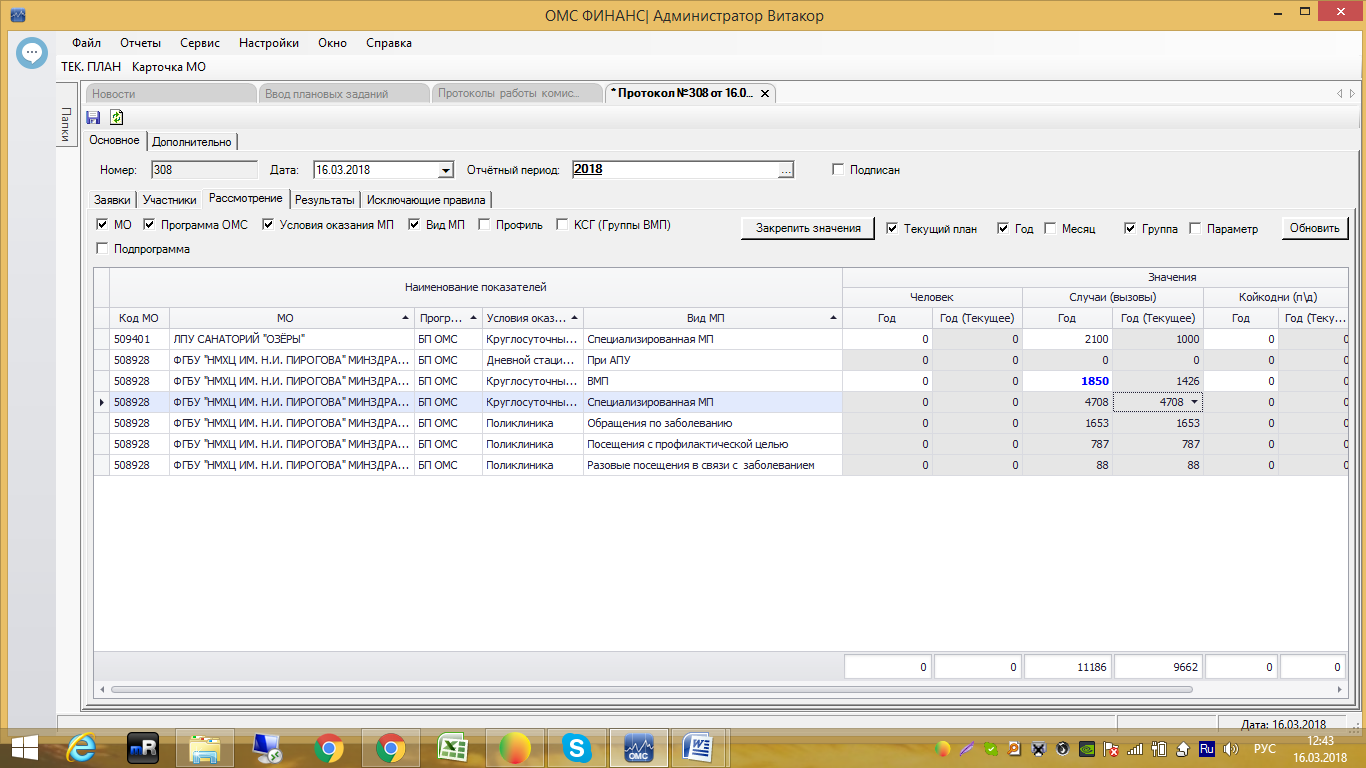 ОМС ФИНАНС| Администратор Витакор
Файл Отчеты Сервис Настройки Окно Справка
ТЕК. ПЛАН Карточка МО
Папки
Новости Ввод плановых заданий Протоколы работы комис... * Протокол №308 от 16.0...
Основное Дополнительно
Номер: 308 Дата: 16.03.2018 Отчётный период: 2018 ... Подписан
Заявки Участники Рассмотрение Результаты Исключающие правила
МО Программа ОМС Условия оказания МП Вид МП Профиль КСГ (Группы ВМП) Закрепить значения Текущий план Год Месяц Группа Параметр Обновить
Подпрограмма
Наименование показателей Значения
Человек Случаи (вызовы) Койкодни (п\д)
Код МО МО Прогр... Условия оказ... Вид МП Год Год (Текущее) Год Год (Текущее) Год Год (Теку...
509401 ЛПУ САНАТОРИЙ "ОЗЁРЫ" БП ОМС Круглосуточны... Специализированная МП 0 0 2100 1000 0 0
508928 ФГБУ "НМХЦ ИМ. Н.И. ПИРОГОВА" МИНЗДРА... БП ОМС Дневной стаци... При АПУ 0 0 0 0 0 0
508928 ФГБУ "НМХЦ ИМ. Н.И. ПИРОГОВА" МИНЗДРА... БП ОМС Круглосуточны... ВМП 0 0 1850 1426 0 0
508928 ФГБУ "НМХЦ ИМ. Н.И. ПИРОГОВА" МИНЗДРА... БП ОМС Круглосуточны... Специализированная МП 0 0 4708 4708 0 0
508928 ФГБУ "НМХЦ ИМ. Н.И. ПИРОГОВА" МИНЗДРА... БП ОМС Поликлиника Обращения по заболеванию 0 0 1653 1653 0 0
508928 ФГБУ "НМХЦ ИМ. Н.И. ПИРОГОВА" МИНЗДРА... БП ОМС Поликлиника Посещения с профилактической целью 0 0 787 787 0 0
508928 ФГБУ "НМХЦ ИМ. Н.И. ПИРОГОВА" МИНЗДРА... БП ОМС Поликлиника Разовые посещения в связи с заболеванием 0 0 88 88 0 0
0 0 11186 9662 0 0
Дата: 16.03.2018
mR ОМС Ru РУС 12:43
16.03.2018